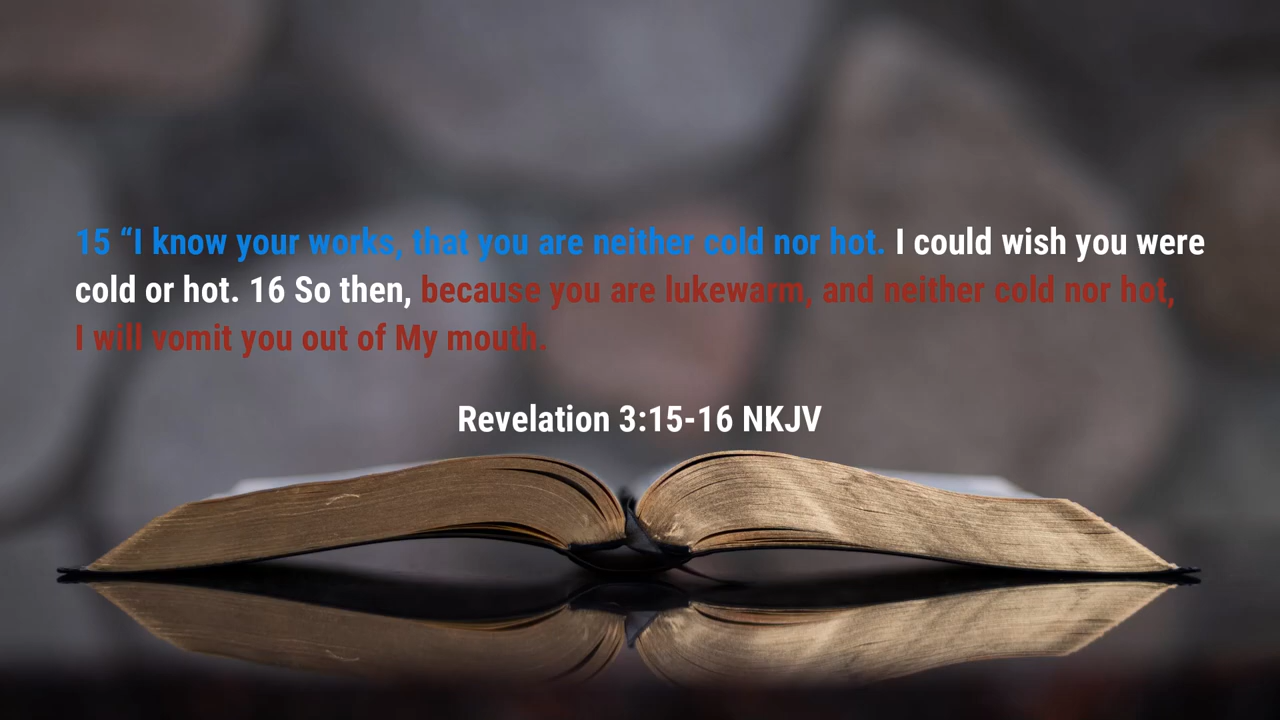 15 “I know your works, that you are neither cold nor hot. I could wish you were
cold or hot. 16 So then, because you are lukewarm, and neither cold nor hot,
I will vomit you out of My mouth.
Revelation 3:15-16 NKJV